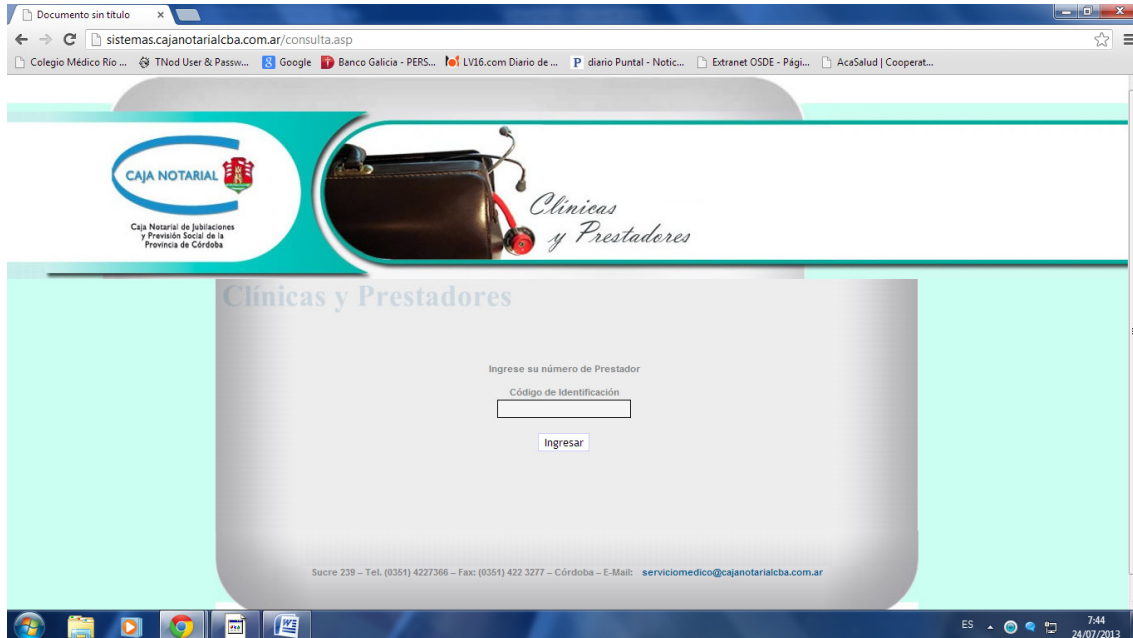 Documento sin título
sistemas.cajanotarialcba.com.ar/consulta.asp
Colegio Médico Río ... TNod User & Passw... Google Banco Galicia - PERS... LV16.com Diario de ... diario Puntal - Notic... Extranet OSDE - Pági... AcaSalud | Cooperat...
CAJA NOTARIAL
Caja Notarial de Jubilaciones
y Previsión Social de la
Provincia de Córdoba
Clínicas
y Prestadores
Clínicas y Prestadores
Ingrese su número de Prestador
Código de Identificación
Ingresar
Sucre 239 – Tel. (0351) 4227366 – Fax: (0351) 422 3277 – Córdoba – E-Mail: serviciomedico@cajanotarialcba.com.ar
ES 7:44
24/07/2013